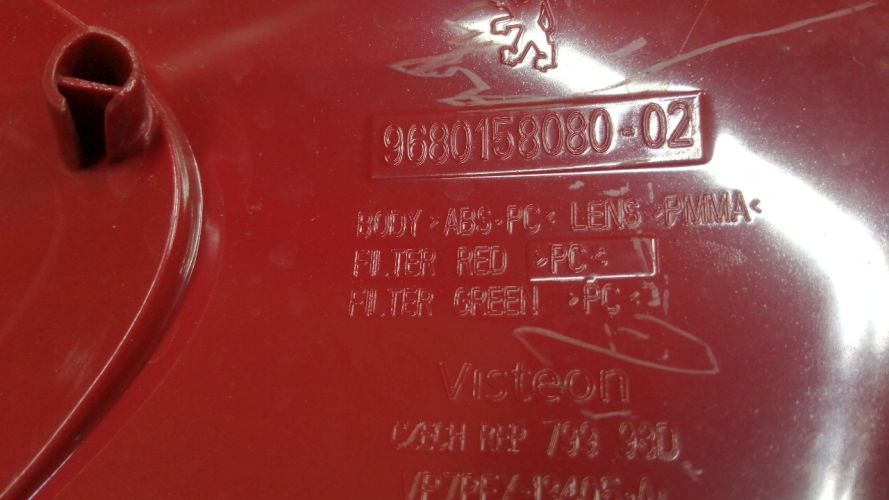 9680158080-02
BODY >ABS-PC< LENS >PMMA<
FILTER RED >PC<
FILTER GREEN >PC<
Visteon
CZECH REP 799 93D